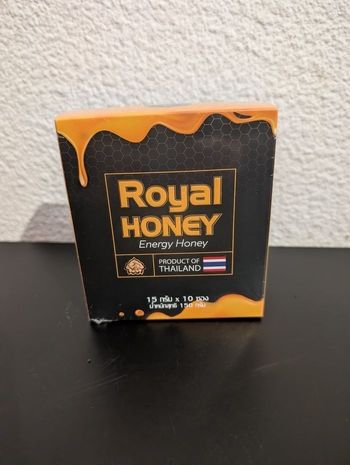 Royal
HONEY
Energy Honey
PRODUCT OF
THAILAND
15 กรัม x 10 ซอง
น้ำหนักสุทธิ 150 กรัม